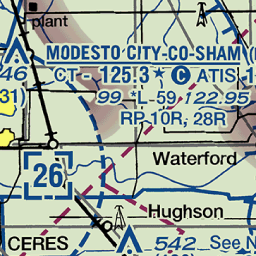 plant
MODESTO CITY-CO-SHAM (
CT - 125.3 ★ C ATIS 1
46
99 *L-59 122.95
31)
RP 10R, 28R
Waterford
26
Hughson
CERES
542 See N